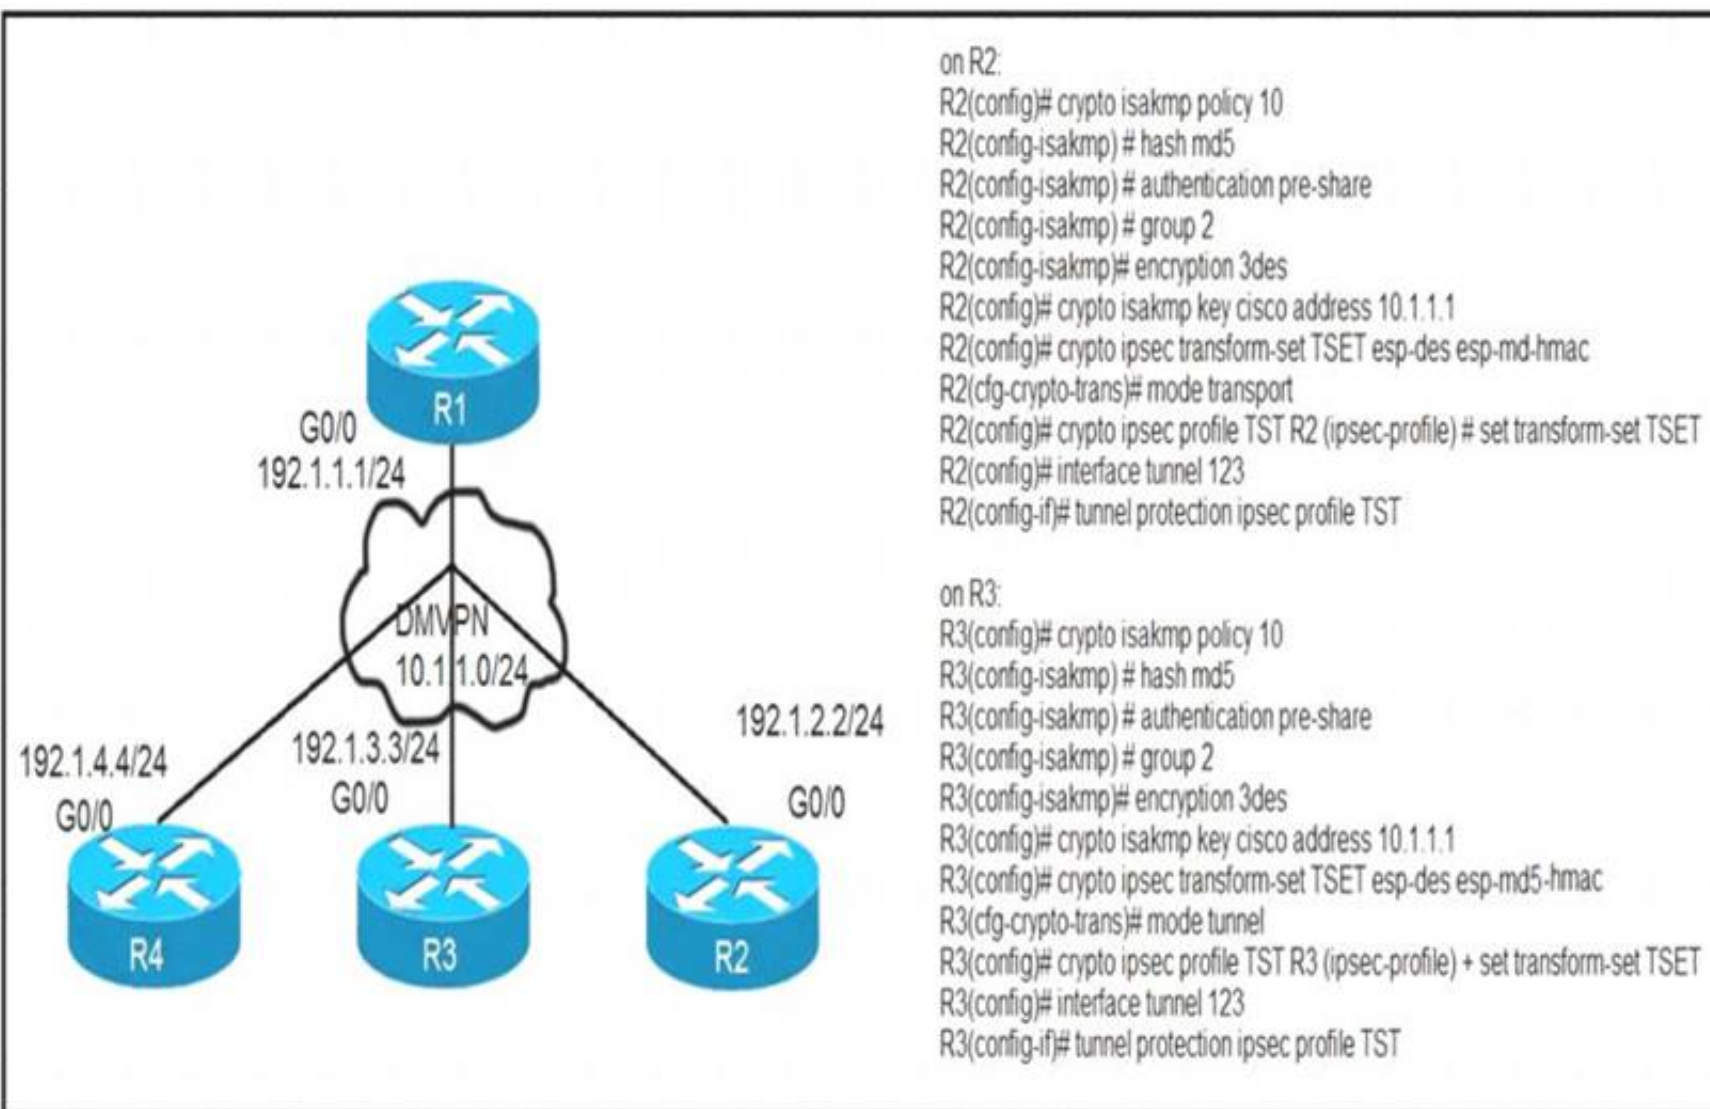 on R2:
R2(config)# crypto isakmp policy 10
R2(config-isakmp) # hash md5
R2(config-isakmp) # authentication pre-share
R2(config-isakmp) # group 2
R2(config-isakmp)# encryption 3des
R2(config)# crypto isakmp key cisco address 10.1.1.1
R2(config)# crypto ipsec transform-set TSET esp-des esp-md-hmac
R2(cfg-crypto-trans)# mode transport
R2(config)# crypto ipsec profile TST R2 (ipsec-profile) # set transform-set TSET
R2(config)# interface tunnel 123
R2(config-if)# tunnel protection ipsec profile TST
on R3:
R3(config)# crypto isakmp policy 10
R3(config-isakmp) # hash md5
R3(config-isakmp) # authentication pre-share
R3(config-isakmp) # group 2
R3(config-isakmp)# encryption 3des
R3(config)# crypto isakmp key cisco address 10.1.1.1
R3(config)# crypto ipsec transform-set TSET esp-des esp-md5-hmac
R3(cfg-crypto-trans)# mode tunnel
R3(config)# crypto ipsec profile TST R3 (ipsec-profile) + set transform-set TSET
R3(config)# interface tunnel 123
R3(config-if)# tunnel protection ipsec profile TST
R1
G0/0
192.1.1.1/24
DMVPN
10.1.1.0/24
192.1.4.4/24
G0/0
R4
192.1.3.3/24
G0/0
R3
192.1.2.2/24
G0/0
R2